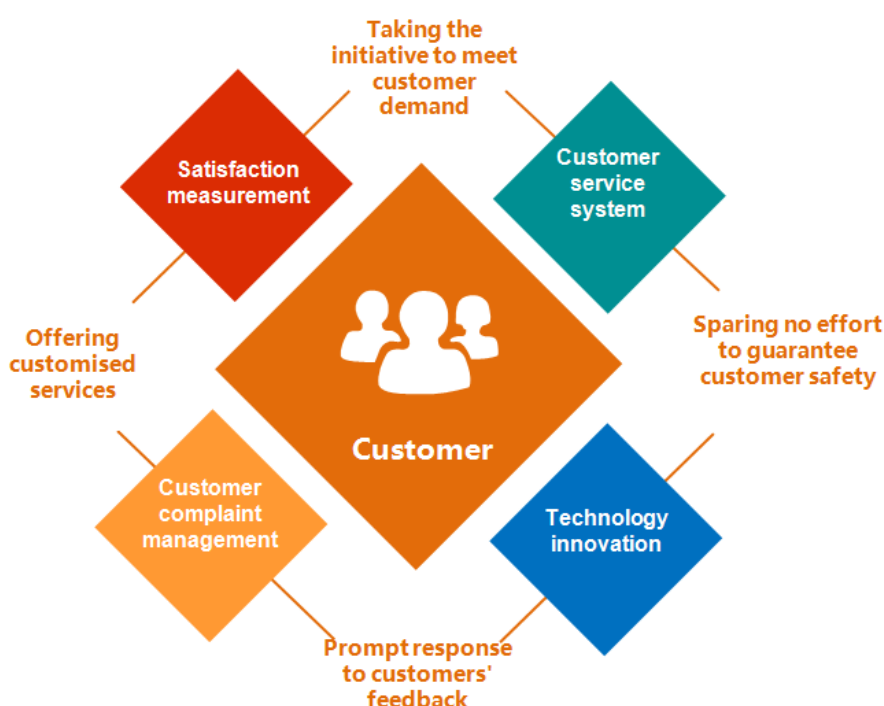 Taking the
initiative to meet
customer
demand
Satisfaction
measurement
Customer
service
system
Offering
customised
services
Sparing no effort
to guarantee
customer safety
Customer
Customer
complaint
management
Technology
innovation
Prompt response
to customers'
feedback